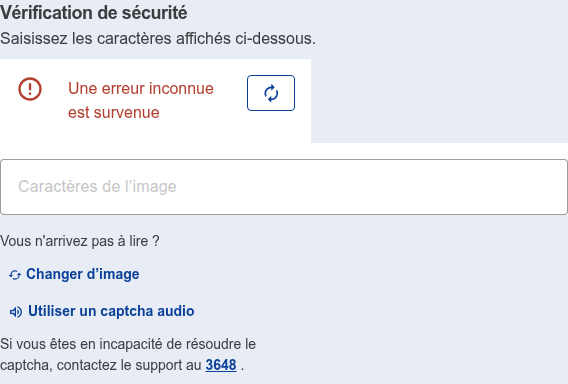 Vérification de sécurité
Saisissez les caractères affichés ci-dessous.
Une erreur inconnue
est survenue
Caractères de l'image
Vous n'arrivez pas à lire ?
Changer d’image
Utiliser un captcha audio
Si vous êtes en incapacité de résoudre le
captcha, contactez le support au 3648 .